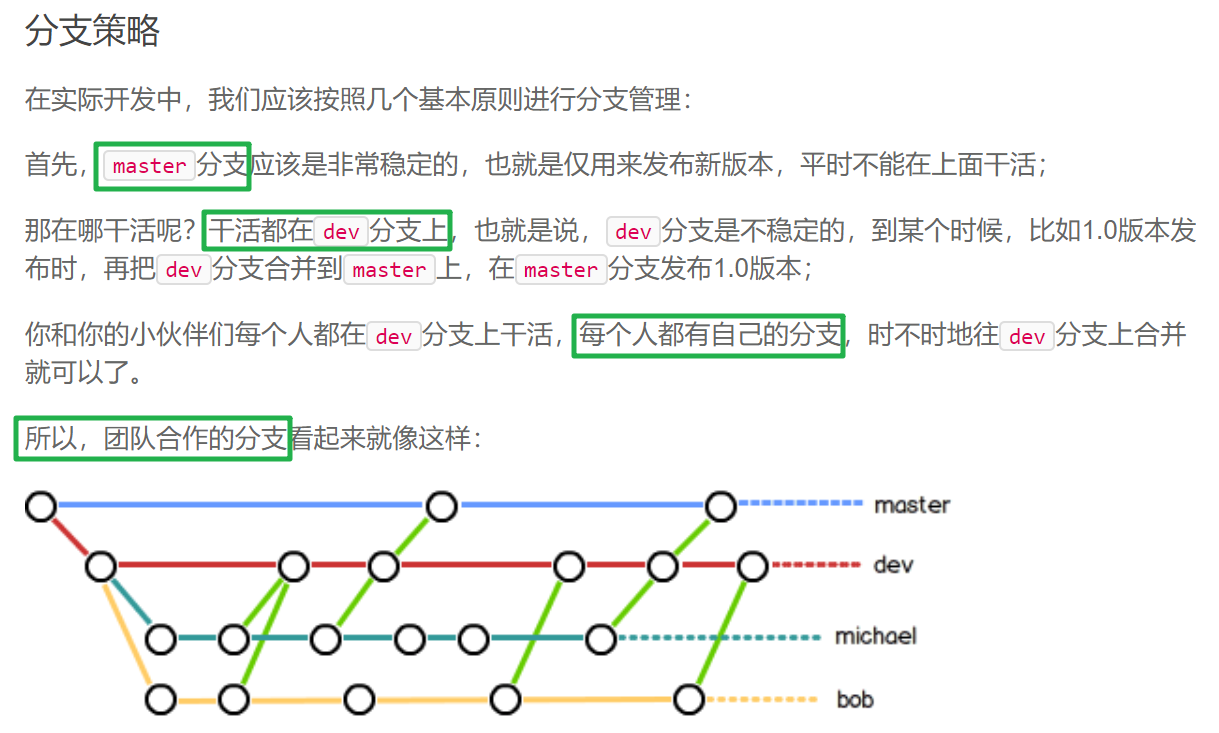 分支策略
在实际开发中，我们应该按照几个基本原则进行分支管理：
首先，master分支应该是非常稳定的，也就是仅用来发布新版本，平时不能在上面干活；
那在哪干活呢？干活都在dev分支上，也就是说，dev分支是不稳定的，到某个时候，比如1.0版本发
布时，再把dev分支合并到master上，在master分支发布1.0版本；
你和你的小伙伴们每个人都在dev分支上干活，每个人都有自己的分支，时不时地往dev分支上合并
就可以了。
所以，团队合作的分支看起来就像这样：
master
dev
michael
bob